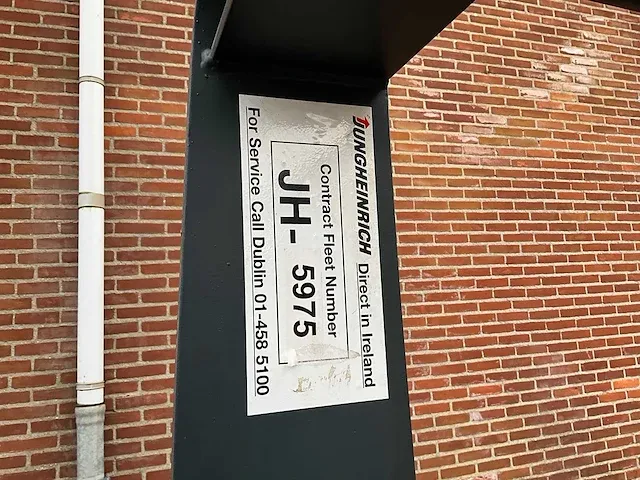 JUNGHEINRICH Direct in Ireland
Contract Fleet Number
JH- 5975
For Service Call Dublin 01-458 5100